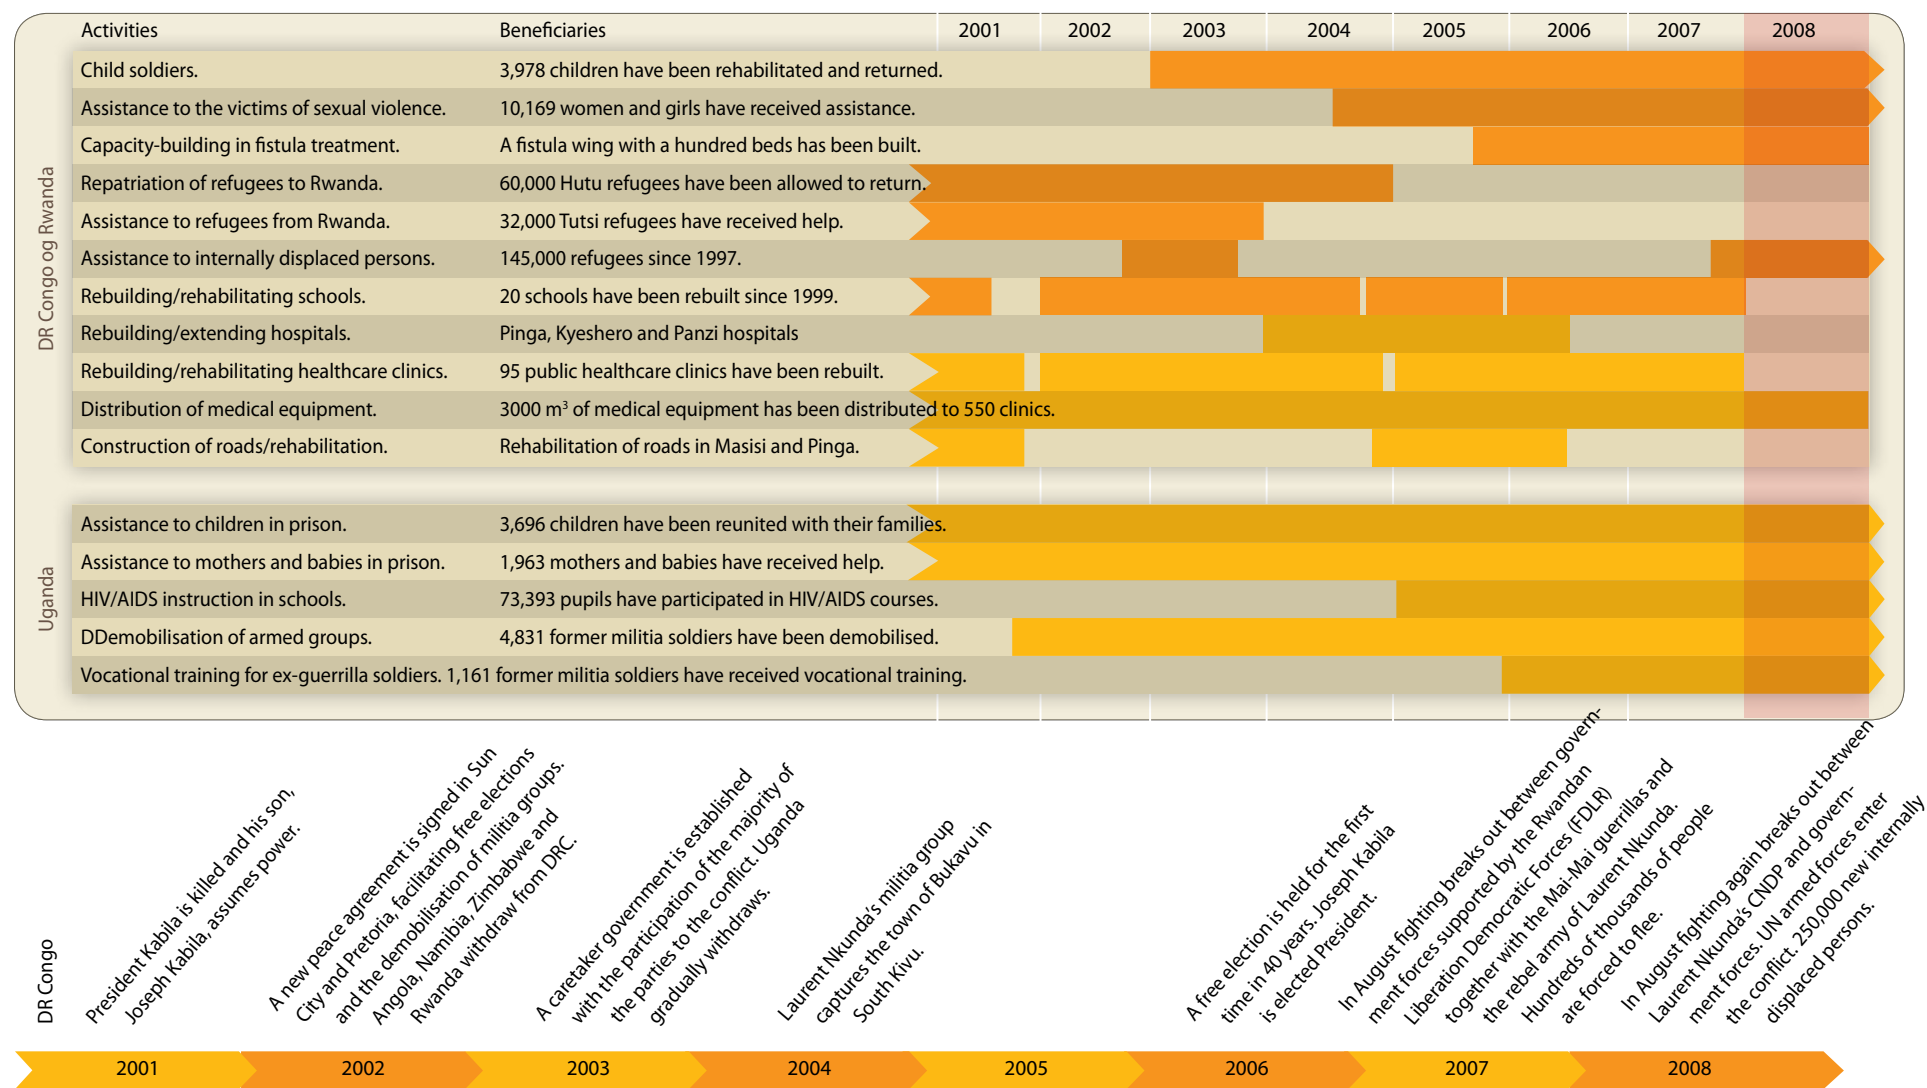 Activities Beneficiaries 2001 2002 2003 2004 2005 2006 2007 2008
DR Congo og Rwanda
Child soldiers. 3,978 children have been rehabilitated and returned.
Assistance to the victims of sexual violence. 10,169 women and girls have received assistance.
Capacity-building in fistula treatment. A fistula wing with a hundred beds has been built.
Repatriation of refugees to Rwanda. 60,000 Hutu refugees have been allowed to return.
Assistance to refugees from Rwanda. 32,000 Tutsi refugees have received help.
Assistance to internally displaced persons. 145,000 refugees since 1997.
Rebuilding/rehabilitating schools. 20 schools have been rebuilt since 1999.
Rebuilding/extending hospitals. Pinga, Kyeshero and Panzi hospitals
Rebuilding/rehabilitating healthcare clinics. 95 public healthcare clinics have been rebuilt.
Distribution of medical equipment. 3000 m³ of medical equipment has been distributed to 550 clinics.
Construction of roads/rehabilitation. Rehabilitation of roads in Masisi and Pinga.
Uganda
Assistance to children in prison. 3,696 children have been reunited with their families.
Assistance to mothers and babies in prison. 1,963 mothers and babies have received help.
HIV/AIDS instruction in schools. 73,393 pupils have participated in HIV/AIDS courses.
DDemobilisation of armed groups. 4,831 former militia soldiers have been demobilised.
Vocational training for ex-guerrilla soldiers. 1,161 former militia soldiers have received vocational training.
DR Congo
President Kabila is killed and his son,
Joseph Kabila, assumes power.
A new peace agreement is signed in Sun
City and Pretoria, facilitating free elections
and the demobilisation of militia groups.
Angola, Namibia, Zimbabwe and
Rwanda withdraw from DRC.
A caretaker government is established
with the participation of the majority of
the parties to the conflict. Uganda
gradually withdraws.
Laurent Nkunda's militia group
captures the town of Bukavu in
South Kivu.
A free election is held for the first
time in 40 years. Joseph Kabila
is elected President.
In August fighting breaks out between govern-
ment forces supported by the Rwandan
Liberation Democratic Forces (FDLR)
together with the Mai-Mai guerrillas and
the rebel army of Laurent Nkunda.
Hundreds of thousands of people
are forced to flee.
In August fighting again breaks out between
Laurent Nkunda's CNDP and govern-
ment forces. UN armed forces enter
the conflict. 250,000 new internally
displaced persons.
2001 2002 2003 2004 2005 2006 2007 2008